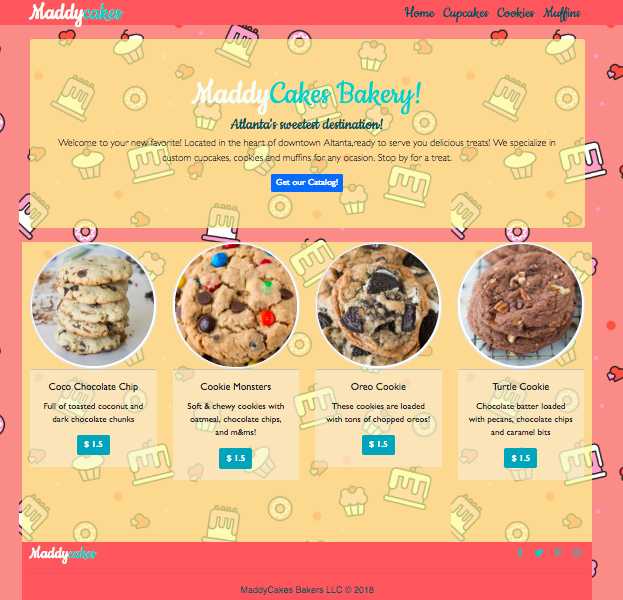 Maddycakes
Home Cupcakes Cookies Muffins
MaddyCakes Bakery!
Atlanta's sweetest destination!
Welcome to your new favorite! Located in the heart of downtown Altanta,ready to serve you delicious treats! We specialize in
custom cupcakes, cookies and muffins for any ocasion. Stop by for a treat.
Get our Catalog!
Coco Chocolate Chip
Full of toasted coconut and
dark chocolate chunks
$ 1.5
Cookie Monsters
Soft & chewy cookies with
oatmeal, chocolate chips,
and m&ms!
$ 1.5
Oreo Cookie
These cookies are loaded
with tons of chopped oreos!
$ 1.5
Turtle Cookie
Chocolate batter loaded
with pecans, chocolate chips
and caramel bits
$ 1.5
Maddycakes
MaddyCakes Bakers LLC © 2018